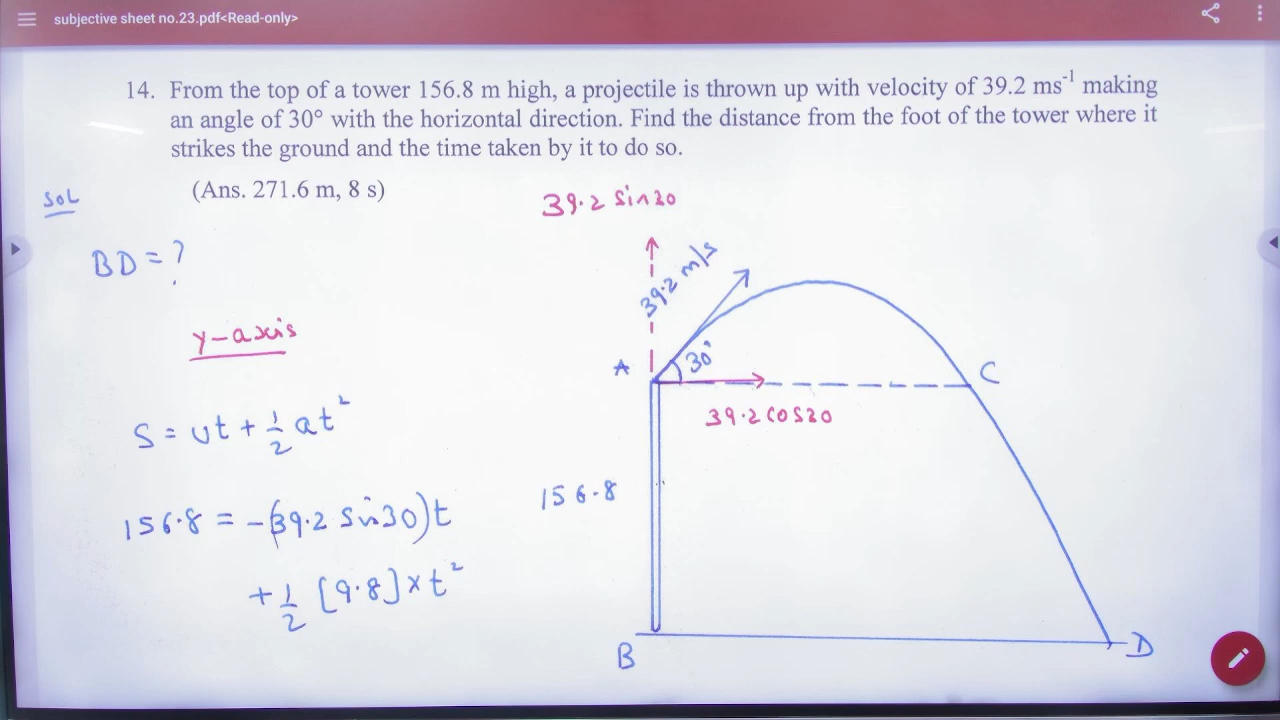 subjective sheet no.23.pdf<Read-only>
14. From the top of a tower 156.8 m high, a projectile is thrown up with velocity of 39.2 ms⁻¹ making
an angle of 30° with the horizontal direction. Find the distance from the foot of the tower where it
strikes the ground and the time taken by it to do so.
(Ans. 271.6 m, 8 s)
SOL
BD = ?
y-axis
S = ut + 1/2 at²
156.8 = -(39.2 Sin30)t
+ 1/2 [9.8] × t²
39.2 Sin30
39.2 m/s
30°
A
C
39.2 COS30
156.8
B
D